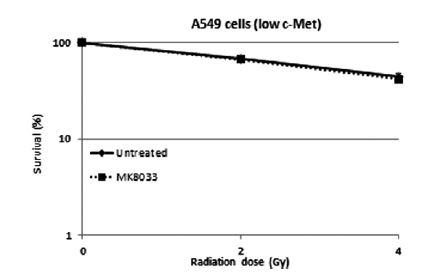 A549 cells (low c-Met)
100
10
1
Survival (%)
Untreated
MK8033
0 2 4
Radiation dose (Gy)